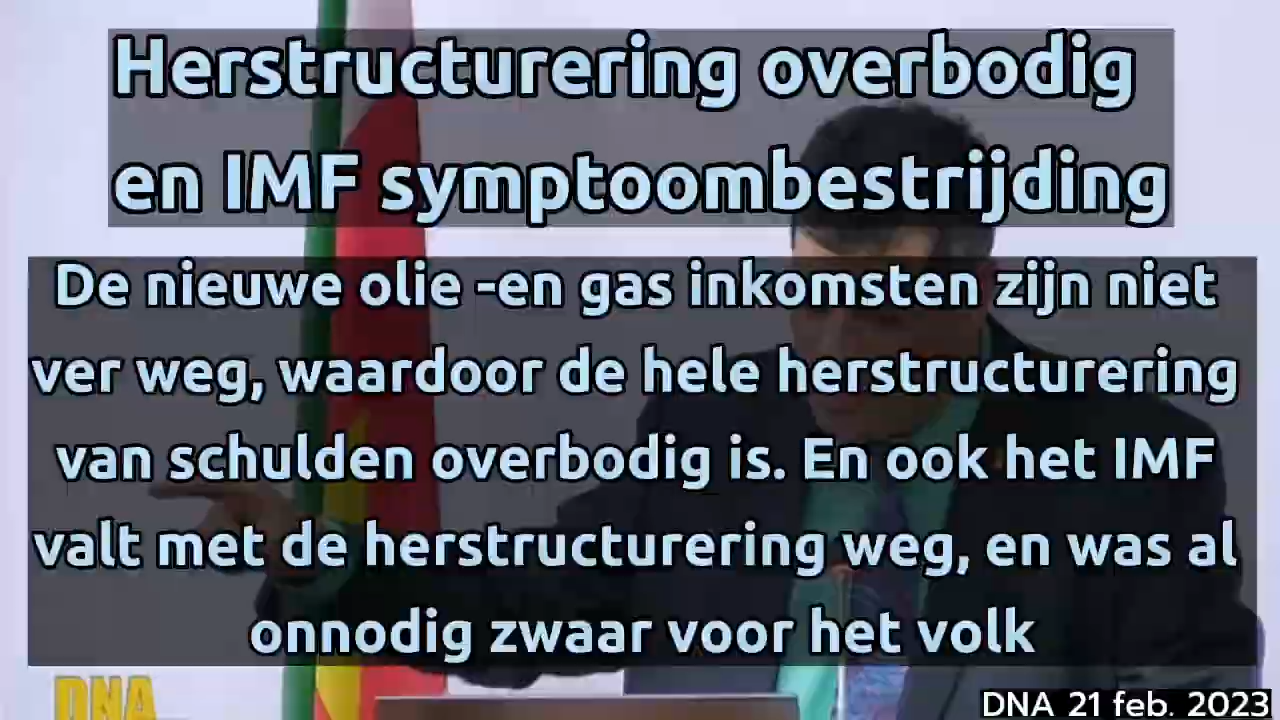 Herstructurering overbodig
en IMF symptoombestrijding
De nieuwe olie -en gas inkomsten zijn niet
ver weg, waardoor de hele herstructurering
van schulden overbodig is. En ook het IMF
valt met de herstructurering weg, en was al
onnodig zwaar voor het volk
DNA
DNA 21 feb. 2023